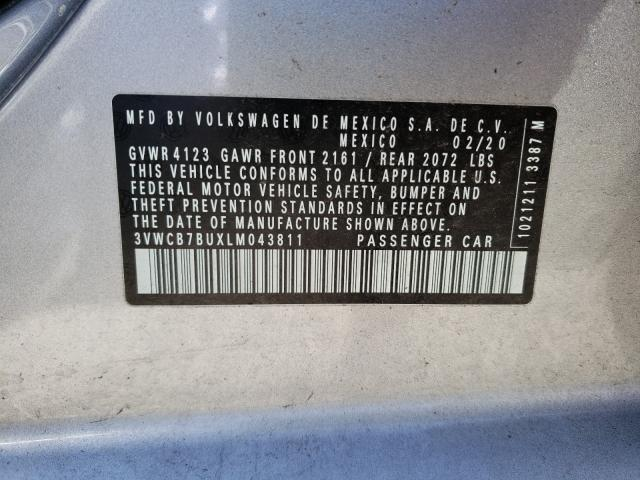 MFD BY VOLKSWAGEN DE MEXICO S.A. DE C.V.
MEXICO 02/20
GVWR 4123 GAWR FRONT 2161 / REAR 2072 LBS
THIS VEHICLE CONFORMS TO ALL APPLICABLE U.S.
FEDERAL MOTOR VEHICLE SAFETY, BUMPER AND
THEFT PREVENTION STANDARDS IN EFFECT ON
THE DATE OF MANUFACTURE SHOWN ABOVE.
3VWCB7BUXLM043811 PASSENGER CAR
1021211 3387 M